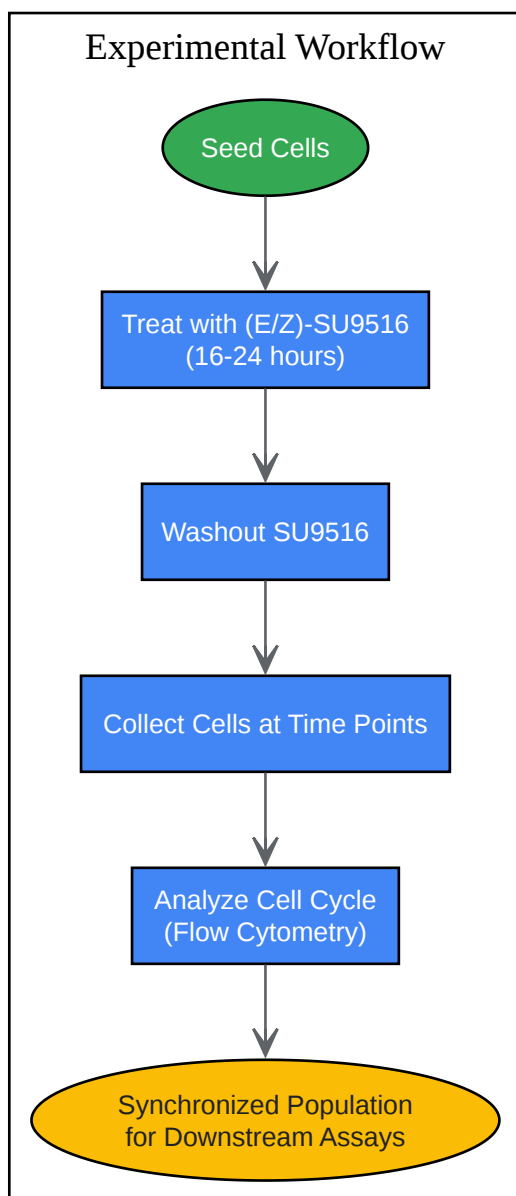 Experimental Workflow
Seed Cells
Treat with (E/Z)-SU9516
(16-24 hours)
Washout SU9516
Collect Cells at Time Points
Analyze Cell Cycle
(Flow Cytometry)
Synchronized Population
for Downstream Assays